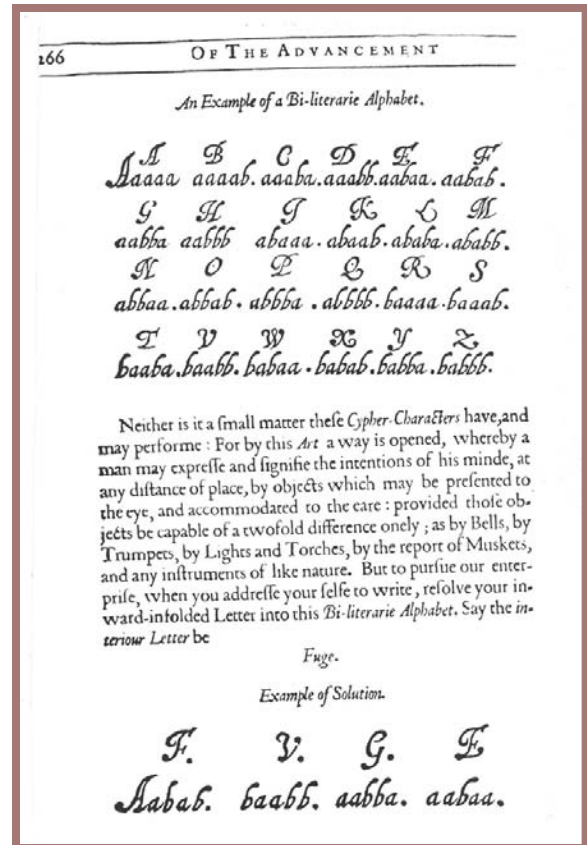 166 OF THE ADVANCEMENT
An Example of a Bi-literarie Alphabet.
A B C D E F
Aaaaa aaaab. aaaba. aaabb. aabaa. aabab.
G H I K L M
aabba aabbb abaaa. abaab. ababa. ababb.
N O P Q R S
abbaa. abbab. abbba. abbbb. baaaa. baaab.
T V W X Y Z
baaba. baabb. babaa. babab. babba. babbb.
Neither is it a ſmall matter theſe Cypher-Characters have, and
may performe : For by this Art a way is opened, whereby a
man may expreſſe and ſignifie the intentions of his minde, at
any diſtance of place, by objects which may be preſented to
the eye, and accommodated to the eare : provided thoſe ob-
jects be capable of a twofold difference onely ; as by Bells, by
Trumpets, by Lights and Torches, by the report of Muskets,
and any inſtruments of like nature. But to purſue our enter-
priſe, when you addreſſe your ſelfe to write, reſolve your in-
ward-infolded Letter into this Bi-literarie Alphabet. Say the in-
teriour Letter be
Fuge.
Example of Solution.
F. V. G. E
Aabab. baabb. aabba. aabaa.